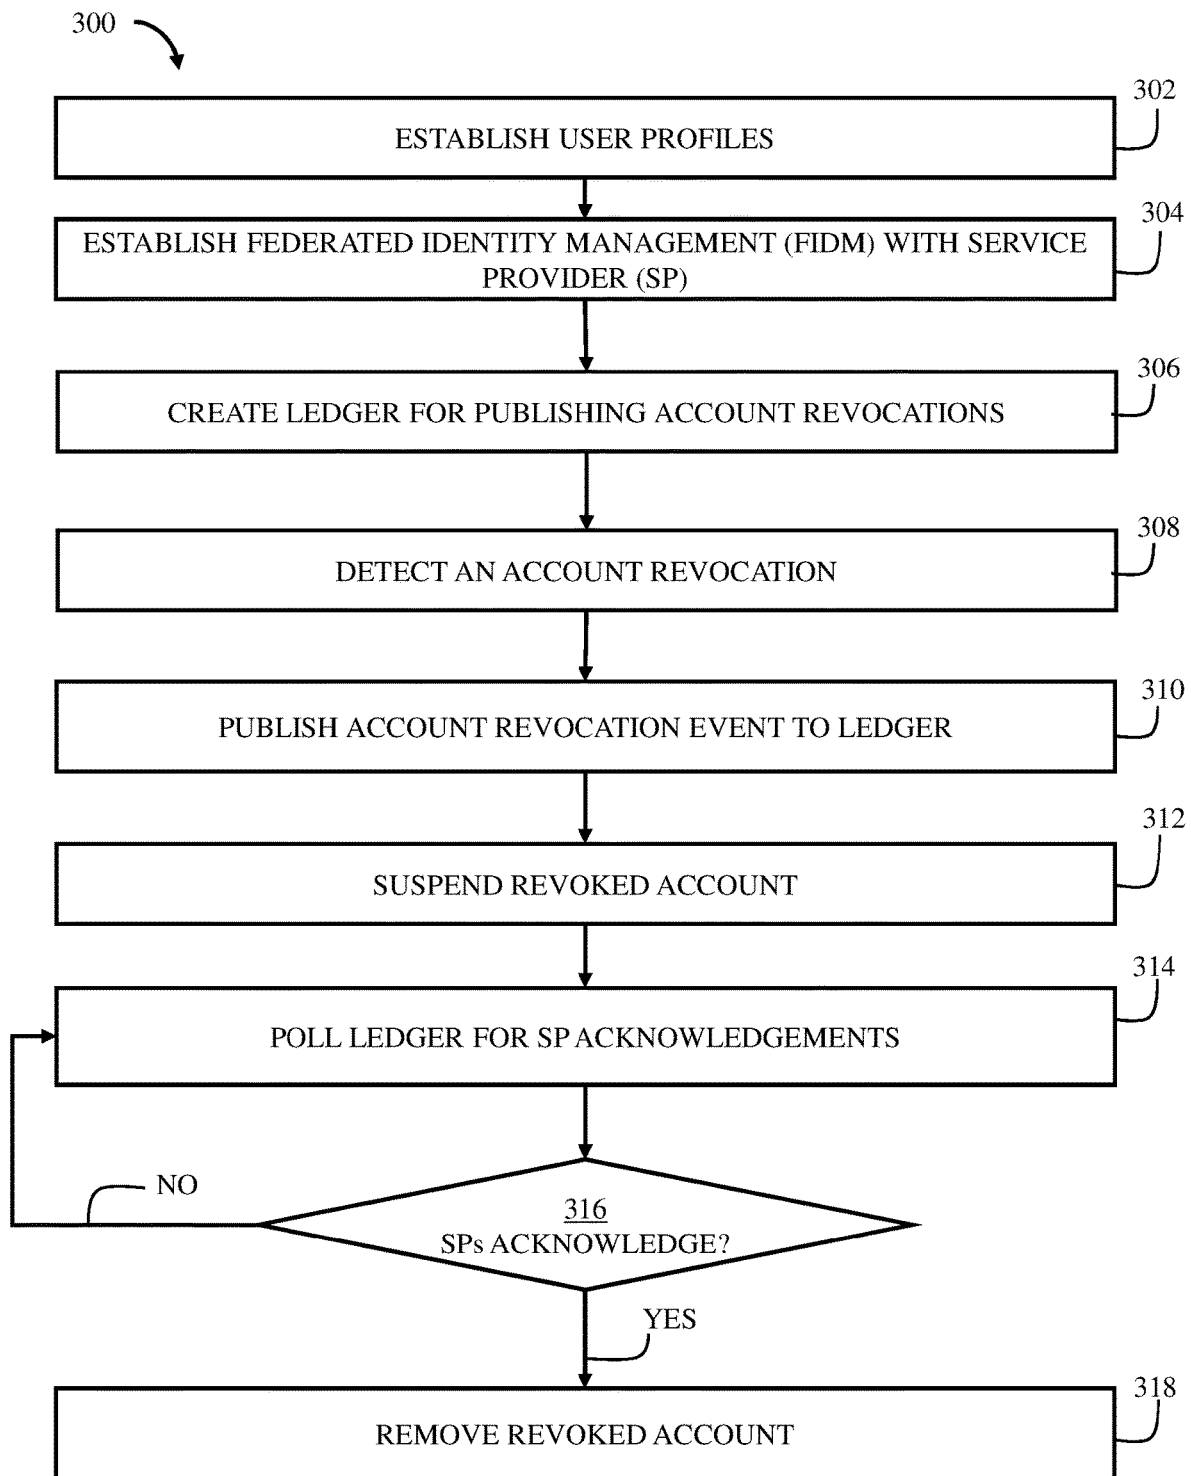 300
302
ESTABLISH USER PROFILES
304
ESTABLISH FEDERATED IDENTITY MANAGEMENT (FIDM) WITH SERVICE
PROVIDER (SP)
306
CREATE LEDGER FOR PUBLISHING ACCOUNT REVOCATIONS
308
DETECT AN ACCOUNT REVOCATION
310
PUBLISH ACCOUNT REVOCATION EVENT TO LEDGER
312
SUSPEND REVOKED ACCOUNT
314
POLL LEDGER FOR SP ACKNOWLEDGEMENTS
NO
316
SPs ACKNOWLEDGE?
YES
318
REMOVE REVOKED ACCOUNT